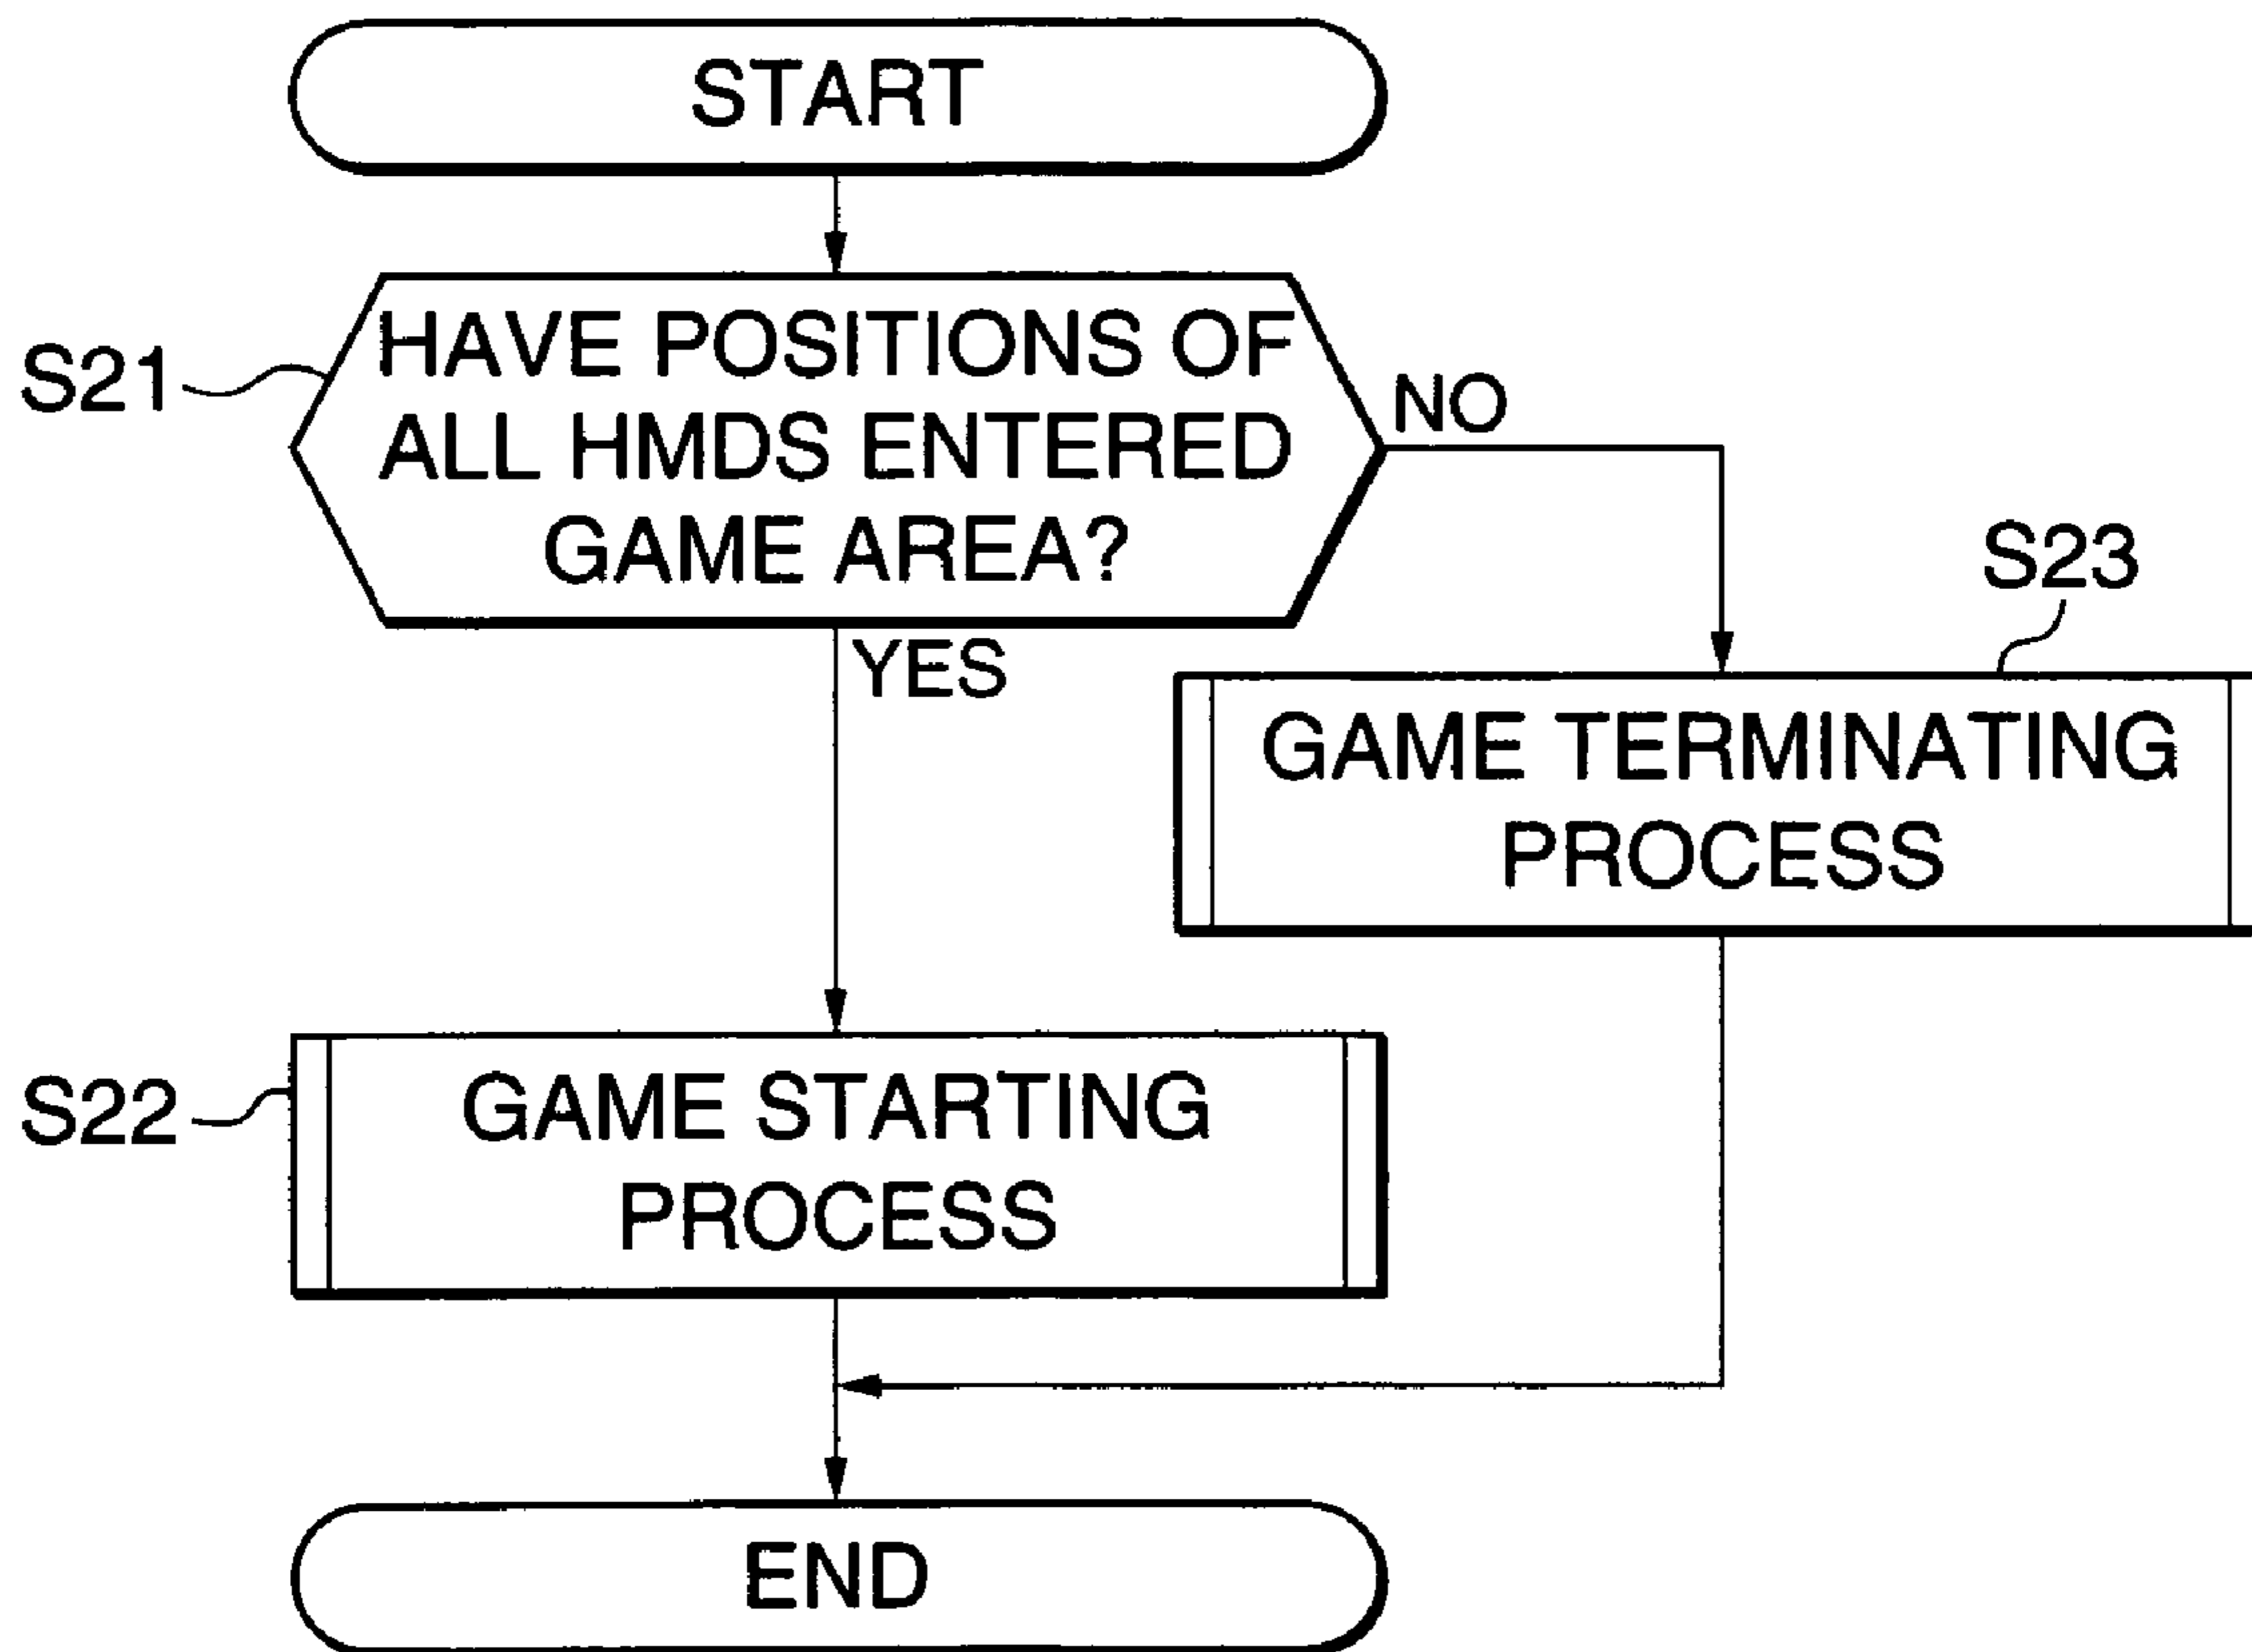 START
S21
HAVE POSITIONS OF
ALL HMDS ENTERED
GAME AREA?
NO
YES
S23
GAME TERMINATING
PROCESS
S22
GAME STARTING
PROCESS
END